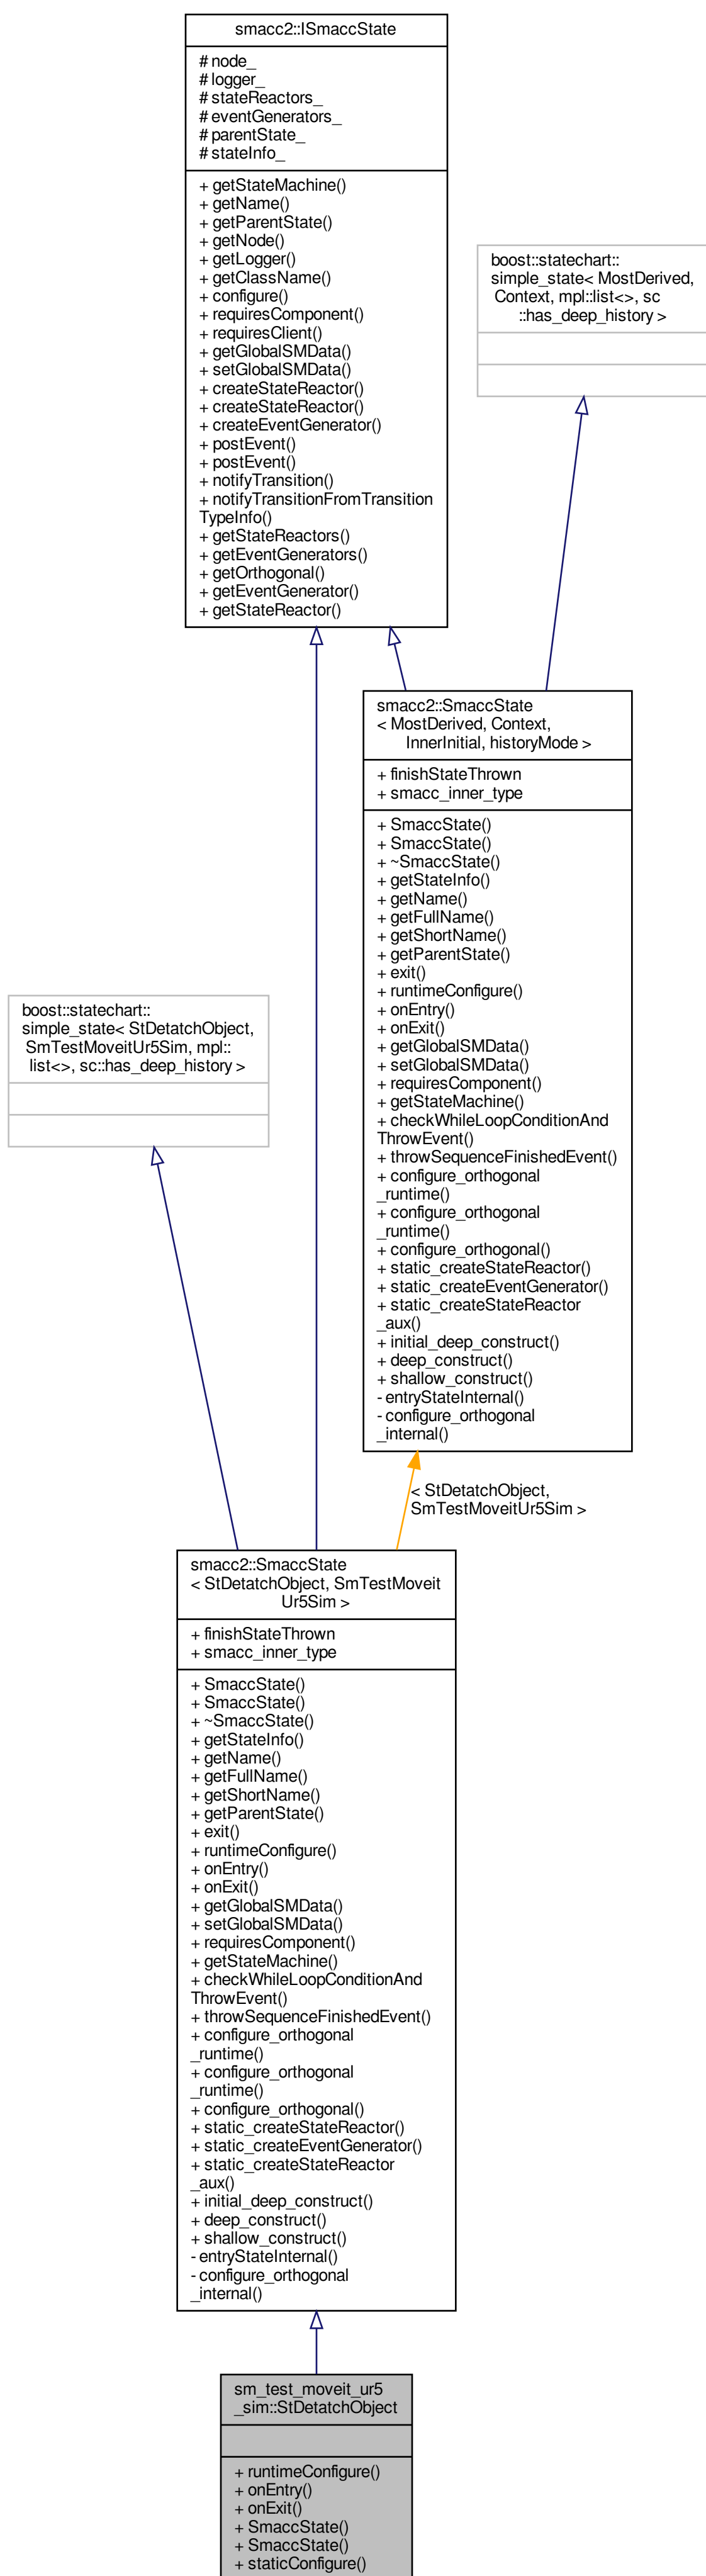 smacc2::ISmaccState
# node_
# logger_
# stateReactors_
# eventGenerators_
# parentState_
# stateInfo_
+ getStateMachine()
+ getName()
+ getParentState()
+ getNode()
+ getLogger()
+ getClassName()
+ configure()
+ requiresComponent()
+ requiresClient()
+ getGlobalSMData()
+ setGlobalSMData()
+ createStateReactor()
+ createStateReactor()
+ createEventGenerator()
+ postEvent()
+ postEvent()
+ notifyTransition()
+ notifyTransitionFromTransition
TypeInfo()
+ getStateReactors()
+ getEventGenerators()
+ getOrthogonal()
+ getEventGenerator()
+ getStateReactor()
boost::statechart::
simple_state< MostDerived,
Context, mpl::list<>, sc
::has_deep_history >
smacc2::SmaccState
< MostDerived, Context,
InnerInitial, historyMode >
+ finishStateThrown
+ smacc_inner_type
+ SmaccState()
+ SmaccState()
+ ~SmaccState()
+ getStateInfo()
+ getName()
+ getFullName()
+ getShortName()
+ getParentState()
+ exit()
+ runtimeConfigure()
+ onEntry()
+ onExit()
+ getGlobalSMData()
+ setGlobalSMData()
+ requiresComponent()
+ getStateMachine()
+ checkWhileLoopConditionAnd
ThrowEvent()
+ throwSequenceFinishedEvent()
+ configure_orthogonal
_runtime()
+ configure_orthogonal
_runtime()
+ configure_orthogonal()
+ static_createStateReactor()
+ static_createEventGenerator()
+ static_createStateReactor
_aux()
+ initial_deep_construct()
+ deep_construct()
+ shallow_construct()
- entryStateInternal()
- configure_orthogonal
_internal()
boost::statechart::
simple_state< StDetatchObject,
SmTestMoveitUr5Sim, mpl::
list<>, sc::has_deep_history >
< StDetatchObject,
SmTestMoveitUr5Sim >
smacc2::SmaccState
< StDetatchObject, SmTestMoveit
Ur5Sim >
+ finishStateThrown
+ smacc_inner_type
+ SmaccState()
+ SmaccState()
+ ~SmaccState()
+ getStateInfo()
+ getName()
+ getFullName()
+ getShortName()
+ getParentState()
+ exit()
+ runtimeConfigure()
+ onEntry()
+ onExit()
+ getGlobalSMData()
+ setGlobalSMData()
+ requiresComponent()
+ getStateMachine()
+ checkWhileLoopConditionAnd
ThrowEvent()
+ throwSequenceFinishedEvent()
+ configure_orthogonal
_runtime()
+ configure_orthogonal
_runtime()
+ configure_orthogonal()
+ static_createStateReactor()
+ static_createEventGenerator()
+ static_createStateReactor
_aux()
+ initial_deep_construct()
+ deep_construct()
+ shallow_construct()
- entryStateInternal()
- configure_orthogonal
_internal()
sm_test_moveit_ur5
_sim::StDetatchObject
+ runtimeConfigure()
+ onEntry()
+ onExit()
+ SmaccState()
+ SmaccState()
+ staticConfigure()